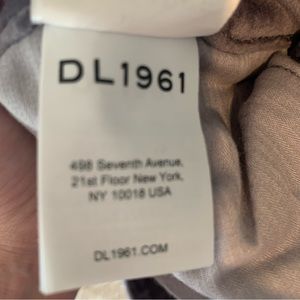 DL1961
498 Seventh Avenue,
21st Floor New York,
NY 10018 USA
DL1961.COM